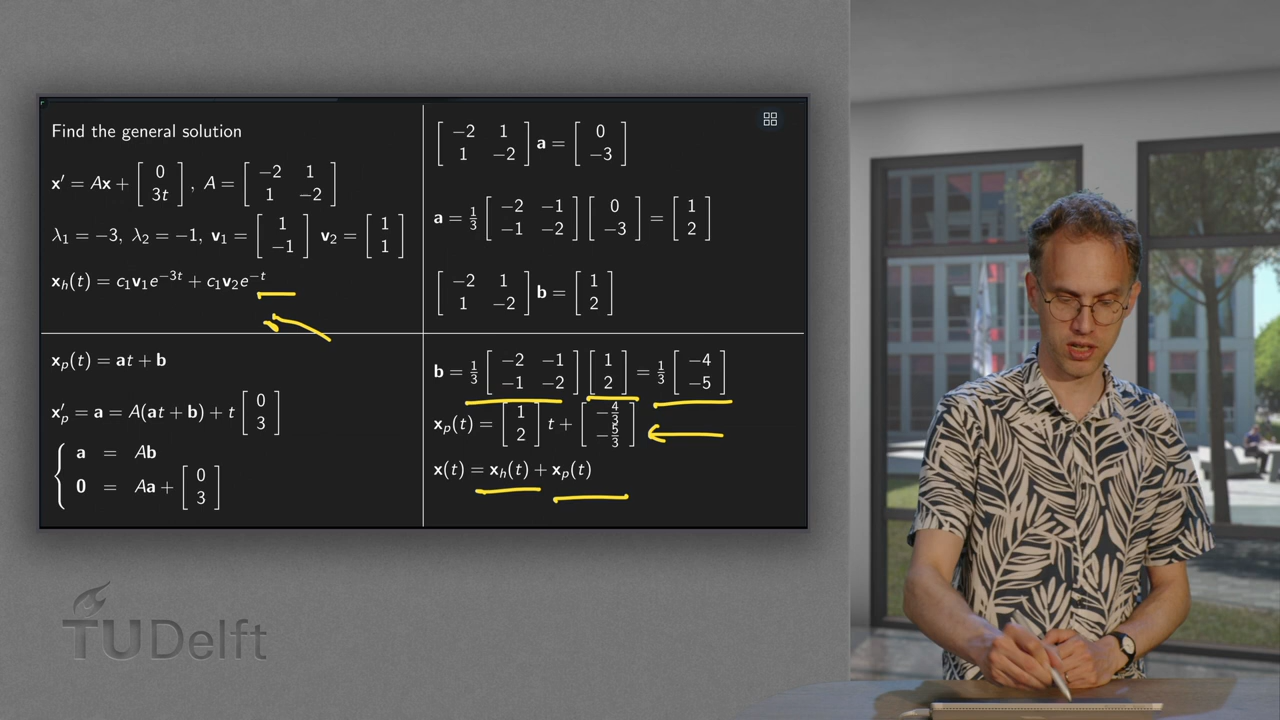 Find the general solution
x′ = Ax + [ 0 ; 3t ] , A = [ −2 1 ; 1 −2 ]
λ₁ = −3, λ₂ = −1, v₁ = [ 1 ; −1 ] v₂ = [ 1 ; 1 ]
xₕ(t) = c₁v₁e⁻³ᵗ + c₁v₂e⁻ᵗ
xₚ(t) = at + b
x′ₚ = a = A(at + b) + t [ 0 ; 3 ]
{ a = Ab
0 = Aa + [ 0 ; 3 ]
[ −2 1 ; 1 −2 ] a = [ 0 ; −3 ]
a = 1/3 [ −2 −1 ; −1 −2 ] [ 0 ; −3 ] = [ 1 ; 2 ]
[ −2 1 ; 1 −2 ] b = [ 1 ; 2 ]
b = 1/3 [ −2 −1 ; −1 −2 ] [ 1 ; 2 ] = 1/3 [ −4 ; −5 ]
xₚ(t) = [ 1 ; 2 ] t + [ −4/3 ; −5/3 ]
x(t) = xₕ(t) + xₚ(t)
TUDelft